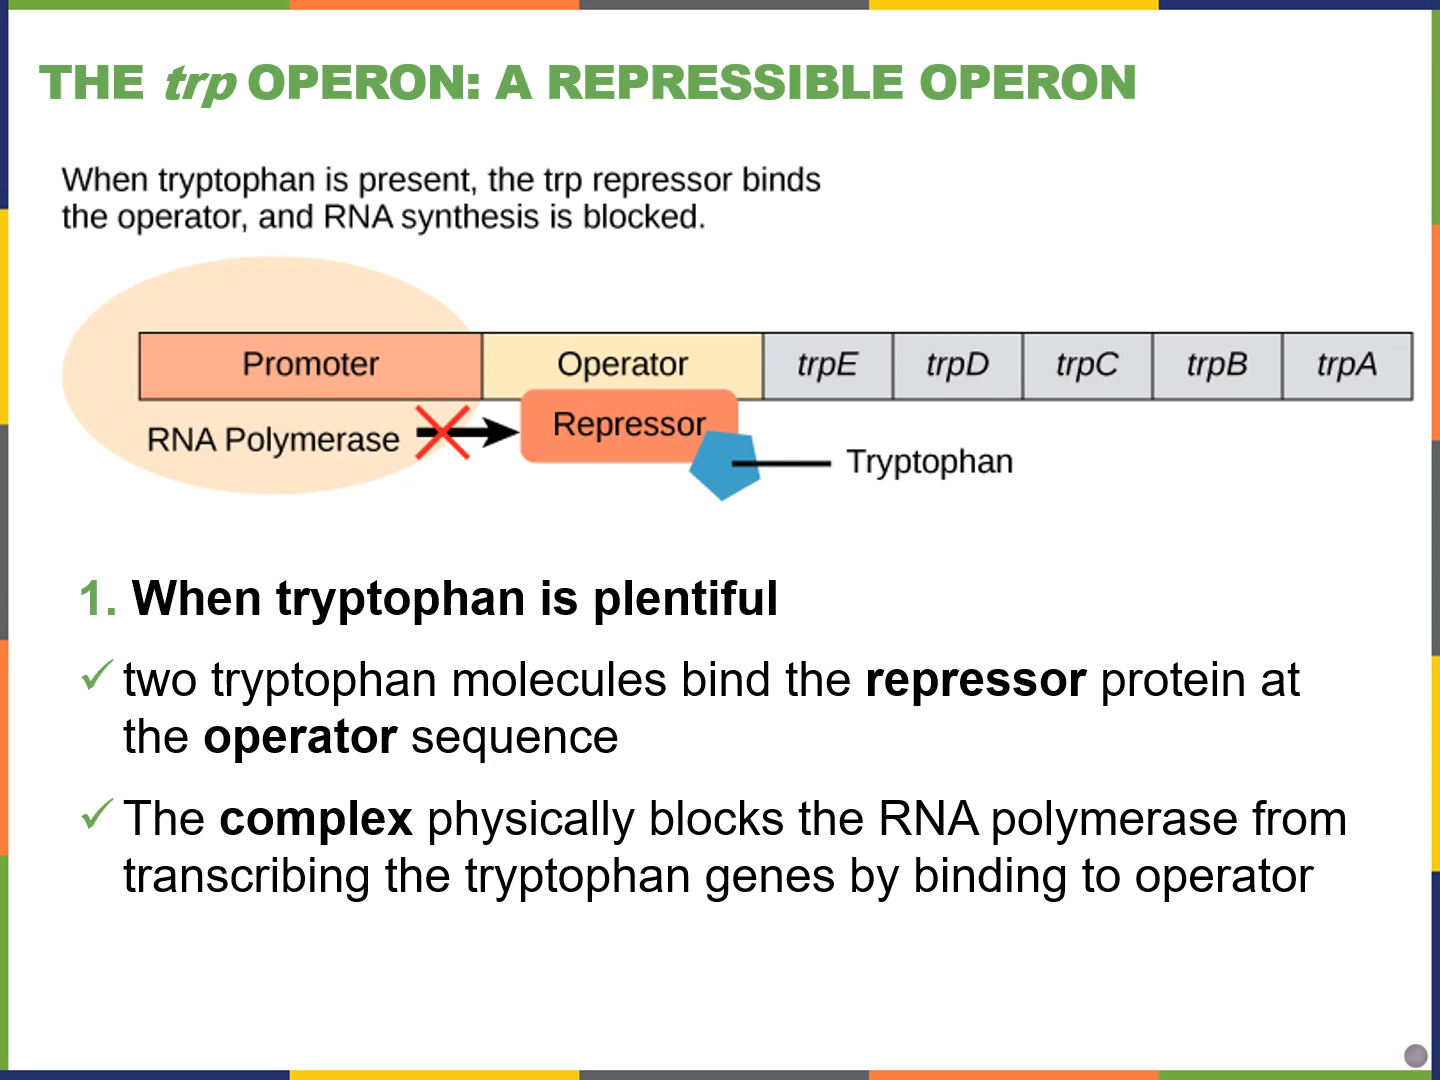 THE trp OPERON: A REPRESSIBLE OPERON
When tryptophan is present, the trp repressor binds
the operator, and RNA synthesis is blocked.
Promoter Operator trpE trpD trpC trpB trpA
RNA Polymerase Repressor
Tryptophan
1. When tryptophan is plentiful
✓ two tryptophan molecules bind the repressor protein at
the operator sequence
✓ The complex physically blocks the RNA polymerase from
transcribing the tryptophan genes by binding to operator